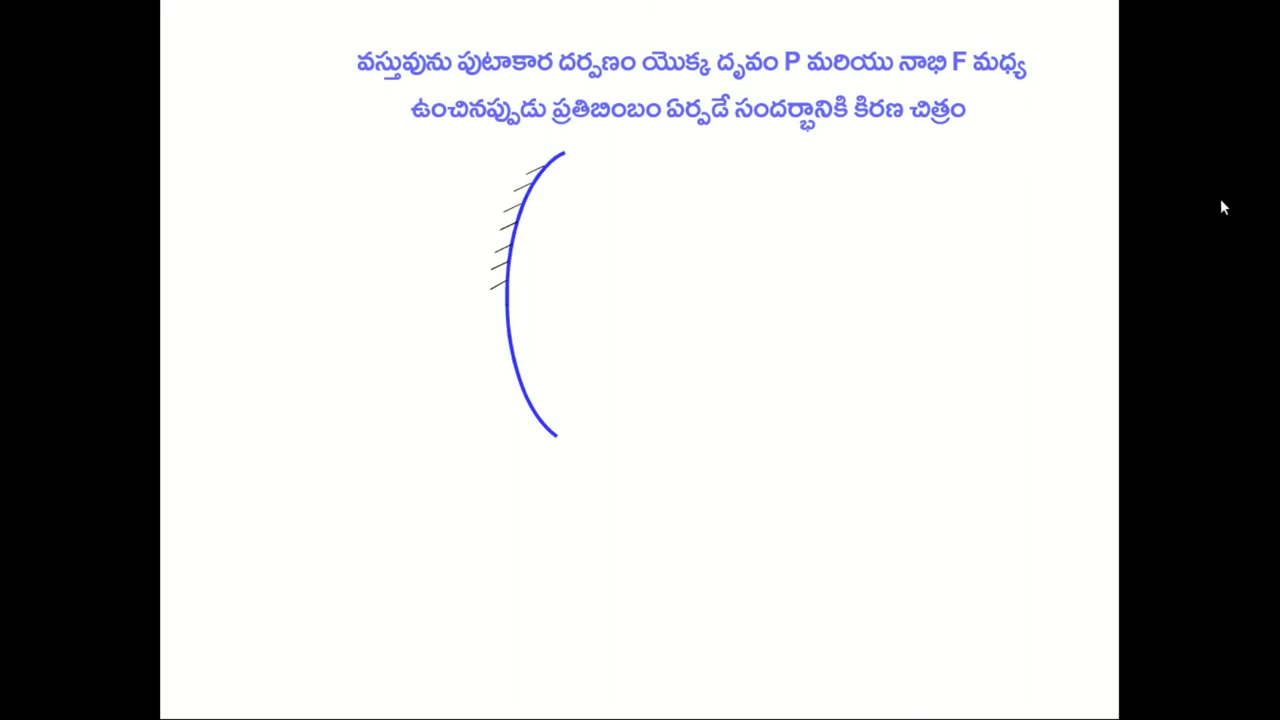 వస్తువును పుటాకార దర్పణం యొక్క దృవం P మరియు నాభి F మధ్య
ఉంచినప్పుడు ప్రతిబింబం ఏర్పడే సందర్భానికి కిరణ చిత్రం